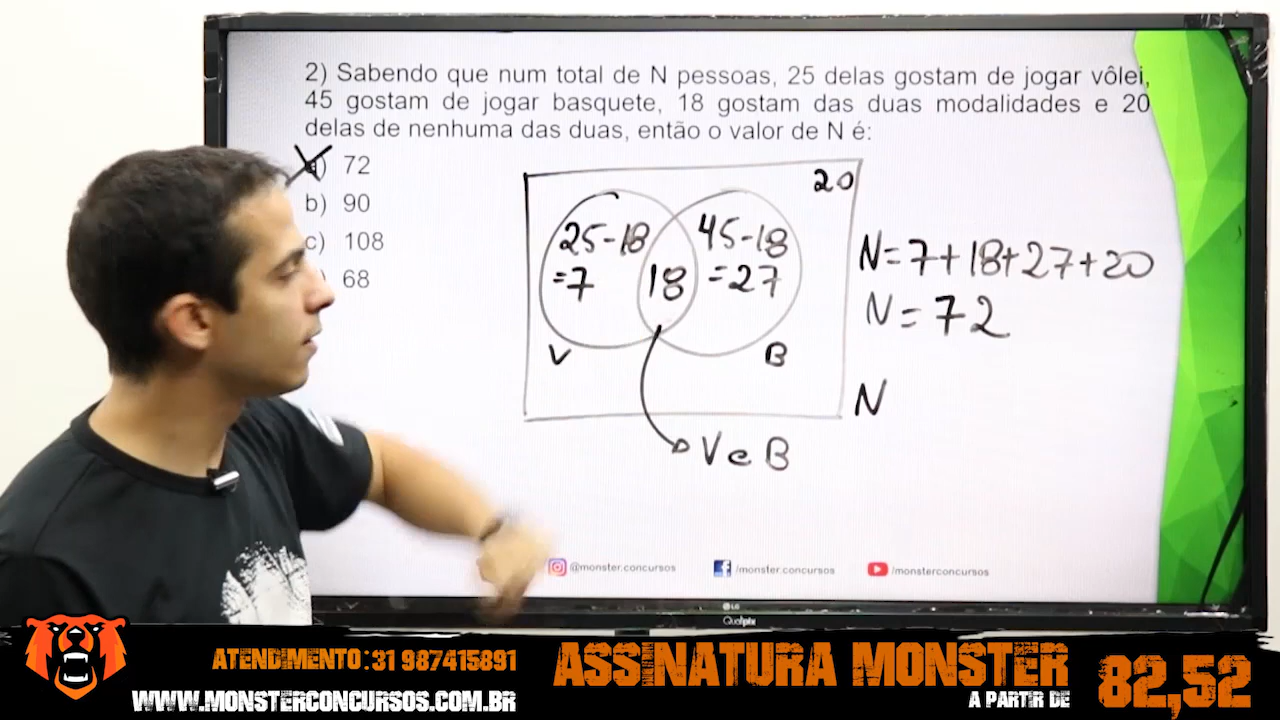 2) Sabendo que num total de N pessoas, 25 delas gostam de jogar vôlei,
45 gostam de jogar basquete, 18 gostam das duas modalidades e 20
delas de nenhuma das duas, então o valor de N é:
72
b) 90
c) 108
68
20
25-18
=7
18
45-18
=27
V
B
N
V e B
N=7+18+27+20
N=72
@monster.concursos
/monster.concursos
/monsterconcursos
LG
Qualipix
ATENDIMENTO: 31 987415891
WWW.MONSTERCONCURSOS.COM.BR
ASSINATURA MONSTER
A PARTIR DE
82,52